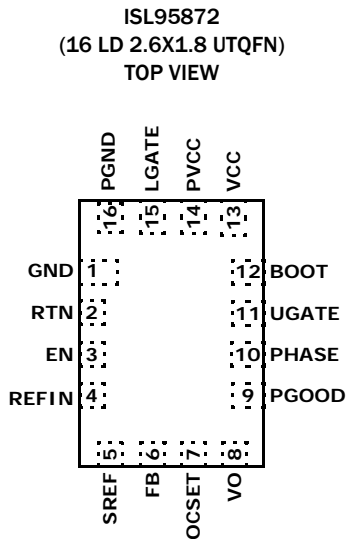 ISL95872
(16 LD 2.6X1.8 UTQFN)
TOP VIEW
PGND
LGATE
PVCC
VCC
16
15
14
13
GND 1
12 BOOT
RTN 2
11 UGATE
EN 3
10 PHASE
REFIN 4
9 PGOOD
5
6
7
8
SREF
FB
OCSET
VO